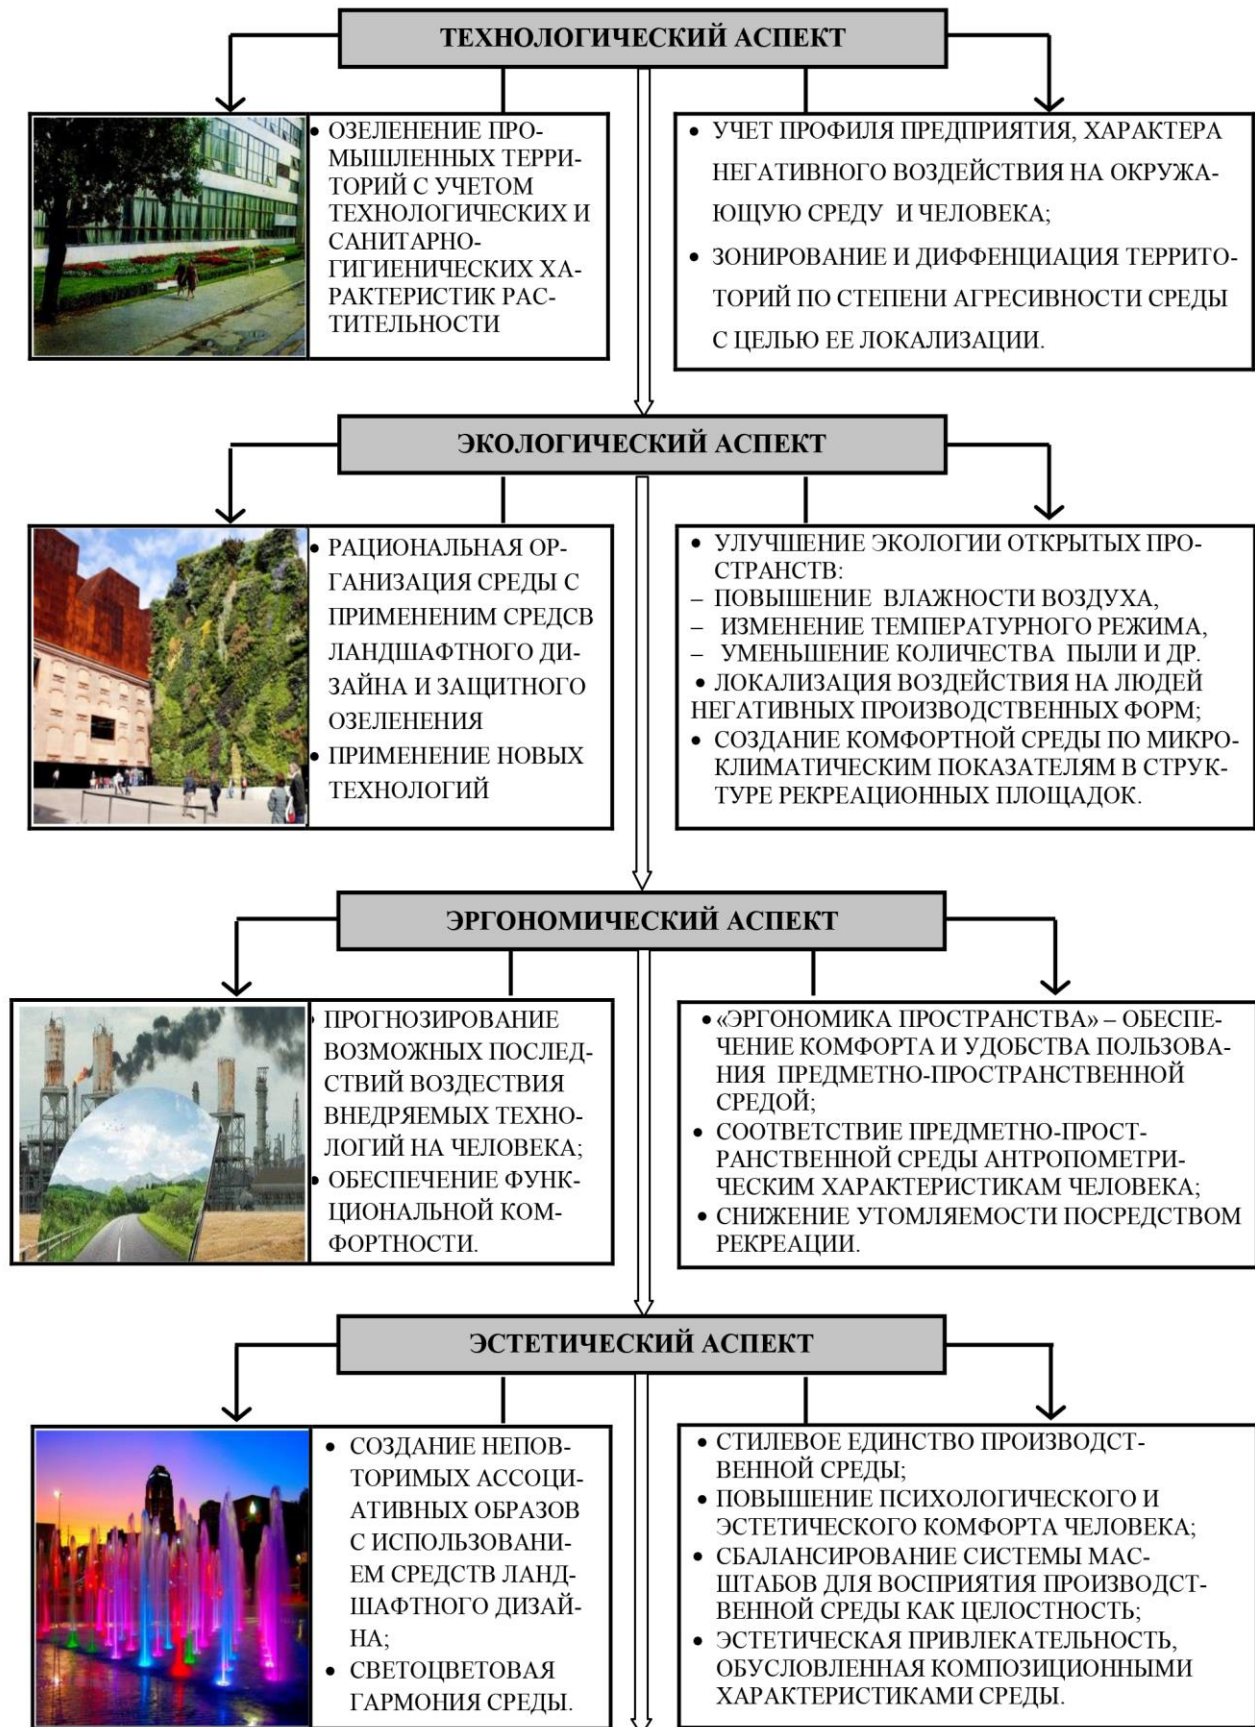 ТЕХНОЛОГИЧЕСКИЙ АСПЕКТ
• ОЗЕЛЕНЕНИЕ ПРО-
МЫШЛЕННЫХ ТЕРРИ-
ТОРИЙ С УЧЕТОМ
ТЕХНОЛОГИЧЕСКИХ И
САНИТАРНО-
ГИГИЕНИЧЕСКИХ ХА-
РАКТЕРИСТИК РАС-
ТИТЕЛЬНОСТИ
• УЧЕТ ПРОФИЛЯ ПРЕДПРИЯТИЯ, ХАРАКТЕРА
НЕГАТИВНОГО ВОЗДЕЙСТВИЯ НА ОКРУЖА-
ЮЩУЮ СРЕДУ И ЧЕЛОВЕКА;
• ЗОНИРОВАНИЕ И ДИФФЕНЦИАЦИЯ ТЕРРИТО-
РИЙ ПО СТЕПЕНИ АГРЕСИВНОСТИ СРЕДЫ
С ЦЕЛЬЮ ЕЕ ЛОКАЛИЗАЦИИ.
ЭКОЛОГИЧЕСКИЙ АСПЕКТ
• РАЦИОНАЛЬНАЯ ОР-
ГАНИЗАЦИЯ СРЕДЫ С
ПРИМЕНЕНИМ СРЕДСВ
ЛАНДШАФТНОГО ДИ-
ЗАЙНА И ЗАЩИТНОГО
ОЗЕЛЕНЕНИЯ
• ПРИМЕНЕНИЕ НОВЫХ
ТЕХНОЛОГИЙ
• УЛУЧШЕНИЕ ЭКОЛОГИИ ОТКРЫТЫХ ПРО-
СТРАНСТВ:
– ПОВЫШЕНИЕ ВЛАЖНОСТИ ВОЗДУХА,
– ИЗМЕНЕНИЕ ТЕМПЕРАТУРНОГО РЕЖИМА,
– УМЕНЬШЕНИЕ КОЛИЧЕСТВА ПЫЛИ И ДР.
• ЛОКАЛИЗАЦИЯ ВОЗДЕЙСТВИЯ НА ЛЮДЕЙ
НЕГАТИВНЫХ ПРОИЗВОДСТВЕННЫХ ФОРМ;
• СОЗДАНИЕ КОМФОРТНОЙ СРЕДЫ ПО МИКРО-
КЛИМАТИЧЕСКИМ ПОКАЗАТЕЛЯМ В СТРУК-
ТУРЕ РЕКРЕАЦИОННЫХ ПЛОЩАДОК.
ЭРГОНОМИЧЕСКИЙ АСПЕКТ
• ПРОГНОЗИРОВАНИЕ
ВОЗМОЖНЫХ ПОСЛЕД-
СТВИЙ ВОЗДЕСТВИЯ
ВНЕДРЯЕМЫХ ТЕХНО-
ЛОГИЙ НА ЧЕЛОВЕКА;
• ОБЕСПЕЧЕНИЕ ФУНК-
ЦИОНАЛЬНОЙ КОМ-
ФОРТНОСТИ.
• «ЭРГОНОМИКА ПРОСТРАНСТВА» – ОБЕСПЕ-
ЧЕНИЕ КОМФОРТА И УДОБСТВА ПОЛЬЗОВА-
НИЯ ПРЕДМЕТНО-ПРОСТРАНСТВЕННОЙ
СРЕДОЙ;
• СООТВЕТСТВИЕ ПРЕДМЕТНО-ПРОСТ-
РАНСТВЕННОЙ СРЕДЫ АНТРОПОМЕТРИ-
ЧЕСКИМ ХАРАКТЕРИСТИКАМ ЧЕЛОВЕКА;
• СНИЖЕНИЕ УТОМЛЯЕМОСТИ ПОСРЕДСТВОМ
РЕКРЕАЦИИ.
ЭСТЕТИЧЕСКИЙ АСПЕКТ
• СОЗДАНИЕ НЕПОВ-
ТОРИМЫХ АССОЦИ-
АТИВНЫХ ОБРАЗОВ
С ИСПОЛЬЗОВАНИ-
ЕМ СРЕДСТВ ЛАНД-
ШАФТНОГО ДИЗАЙ-
НА;
• СВЕТОЦВЕТОВАЯ
ГАРМОНИЯ СРЕДЫ.
• СТИЛЕВОЕ ЕДИНСТВО ПРОИЗВОДСТ-
ВЕННОЙ СРЕДЫ;
• ПОВЫШЕНИЕ ПСИХОЛОГИЧЕСКОГО И
ЭСТЕТИЧЕСКОГО КОМФОРТА ЧЕЛОВЕКА;
• СБАЛАНСИРОВАНИЕ СИСТЕМЫ МАС-
ШТАБОВ ДЛЯ ВОСПРИЯТИЯ ПРОИЗВОДСТ-
ВЕННОЙ СРЕДЫ КАК ЦЕЛОСТНОСТЬ;
• ЭСТЕТИЧЕСКАЯ ПРИВЛЕКАТЕЛЬНОСТЬ,
ОБУСЛОВЛЕННАЯ КОМПОЗИЦИОННЫМИ
ХАРАКТЕРИСТИКАМИ СРЕДЫ.